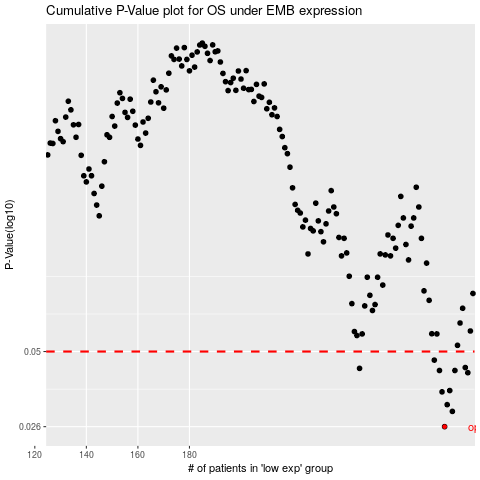 Cumulative P-Value plot for OS under EMB expression
P-Value(log10)
0.05
0.026
op
120 140 160 180
# of patients in 'low exp' group